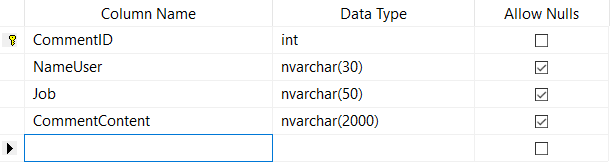 Column Name Data Type Allow Nulls
CommentID int
NameUser nvarchar(30)
Job nvarchar(50)
CommentContent nvarchar(2000)